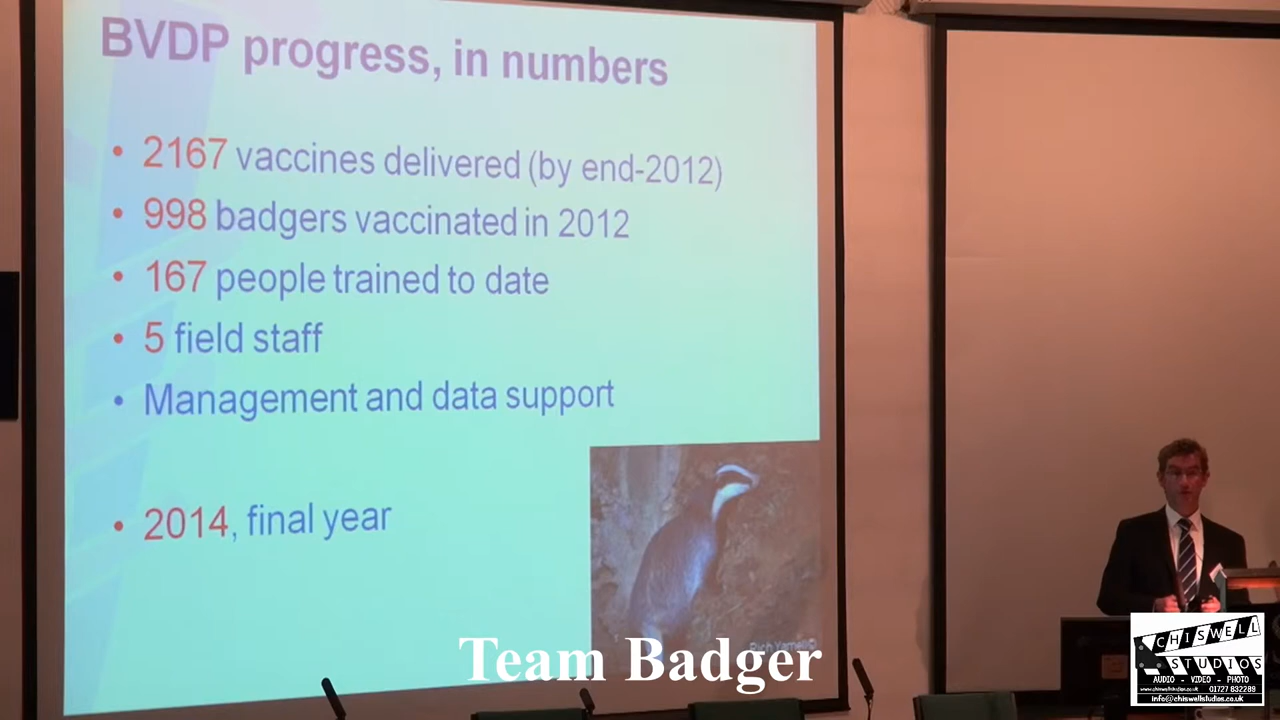 BVDP progress, in numbers
• 2167 vaccines delivered (by end-2012)
• 998 badgers vaccinated in 2012
• 167 people trained to date
• 5 field staff
• Management and data support
• 2014, final year
Team Badger
CHISWELL
STUDIOS
AUDIO - VIDEO - PHOTO
www.chiswellstudios.co.uk 01727 832289
info@chiswellstudios.co.uk